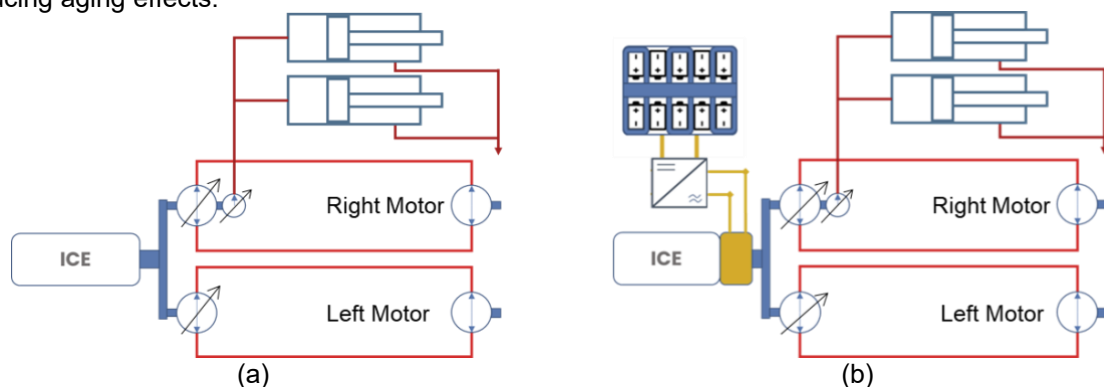 cing aging effects.
Right Motor
Right Motor
ICE
ICE
Left Motor
Left Motor
(a)
(b)